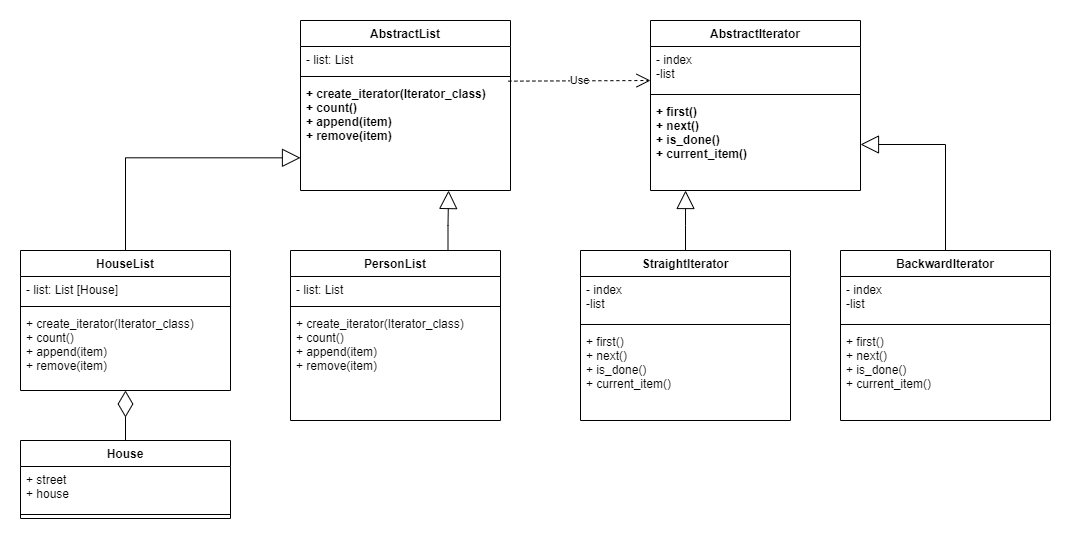 AbstractList
- list: List
+ create_iterator(Iterator_class)
+ count()
+ append(item)
+ remove(item)
Use
AbstractIterator
- index
-list
+ first()
+ next()
+ is_done()
+ current_item()
HouseList
- list: List [House]
+ create_iterator(Iterator_class)
+ count()
+ append(item)
+ remove(item)
PersonList
- list: List
+ create_iterator(Iterator_class)
+ count()
+ append(item)
+ remove(item)
StraightIterator
- index
-list
+ first()
+ next()
+ is_done()
+ current_item()
BackwardIterator
- index
-list
+ first()
+ next()
+ is_done()
+ current_item()
House
+ street
+ house